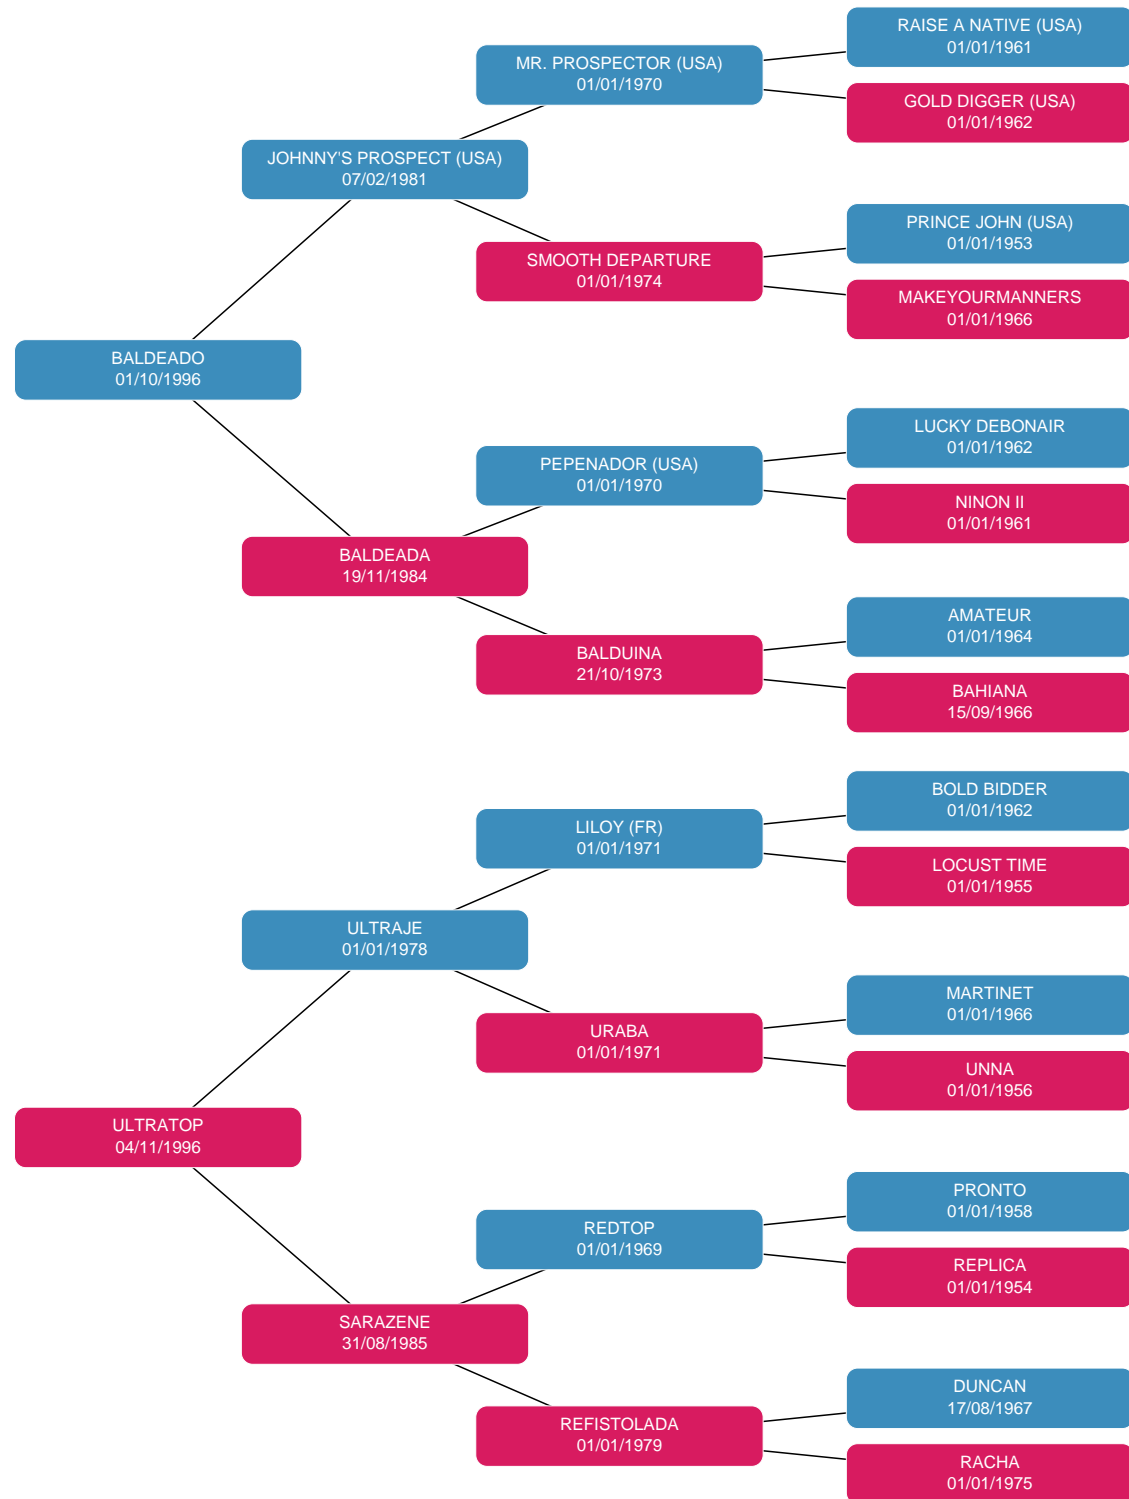 RAISE A NATIVE (USA)
01/01/1961
MR. PROSPECTOR (USA)
01/01/1970
GOLD DIGGER (USA)
01/01/1962
JOHNNY'S PROSPECT (USA)
07/02/1981
PRINCE JOHN (USA)
01/01/1953
SMOOTH DEPARTURE
01/01/1974
MAKEYOURMANNERS
01/01/1966
BALDEADO
01/10/1996
LUCKY DEBONAIR
01/01/1962
PEPENADOR (USA)
01/01/1970
NINON II
01/01/1961
BALDEADA
19/11/1984
AMATEUR
01/01/1964
BALDUINA
21/10/1973
BAHIANA
15/09/1966
BOLD BIDDER
01/01/1962
LILOY (FR)
01/01/1971
LOCUST TIME
01/01/1955
ULTRAJE
01/01/1978
MARTINET
01/01/1966
URABA
01/01/1971
UNNA
01/01/1956
ULTRATOP
04/11/1996
PRONTO
01/01/1958
REDTOP
01/01/1969
REPLICA
01/01/1954
SARAZENE
31/08/1985
DUNCAN
17/08/1967
REFISTOLADA
01/01/1979
RACHA
01/01/1975